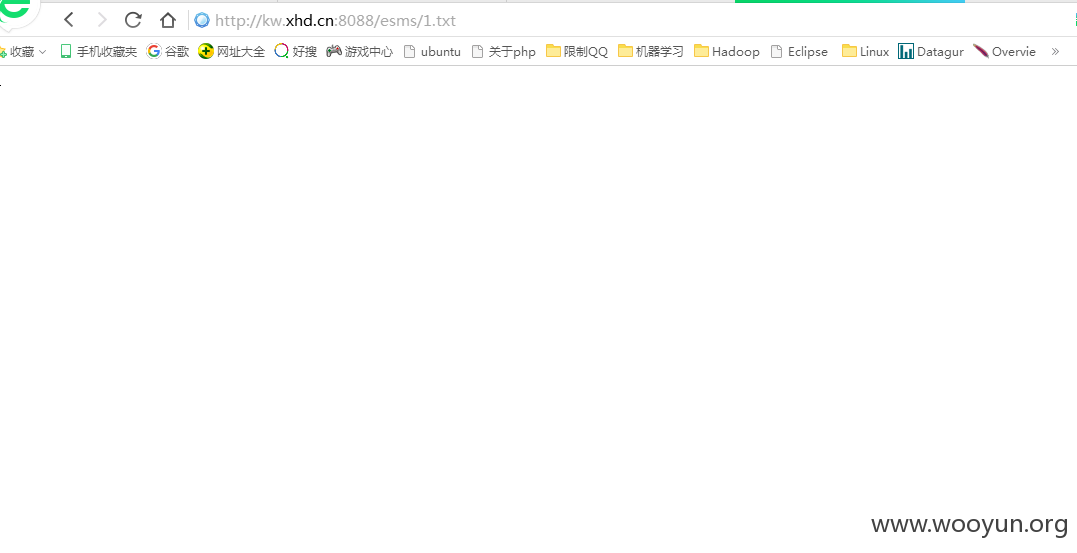 http://kw.xhd.cn:8088/esms/1.txt
收藏 手机收藏夹 谷歌 网址大全 好搜 游戏中心 ubuntu 关于php 限制QQ 机器学习 Hadoop Eclipse Linux Datagur Overvie »
www.wooyun.org